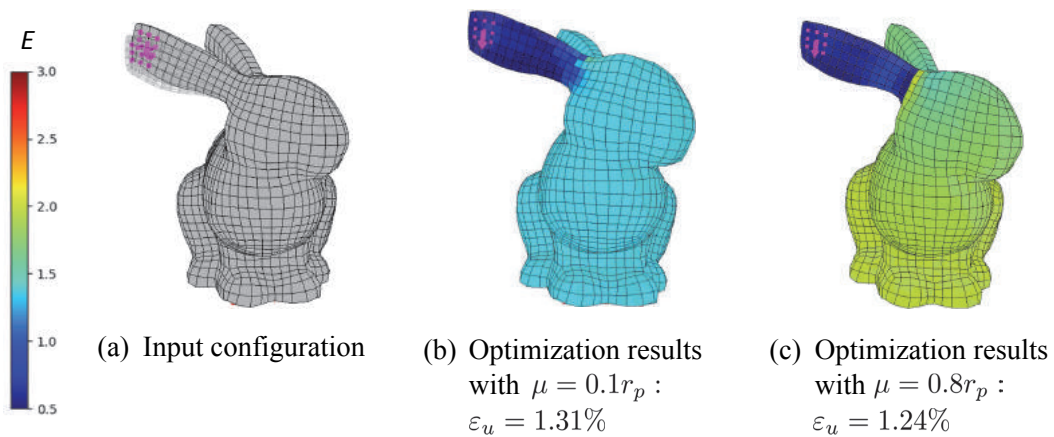 E
3.0
2.5
2.0
1.5
1.0
0.5
(a) Input configuration
(b) Optimization results
with μ = 0.1r_p :
ε_u = 1.31%
(c) Optimization results
with μ = 0.8r_p :
ε_u = 1.24%